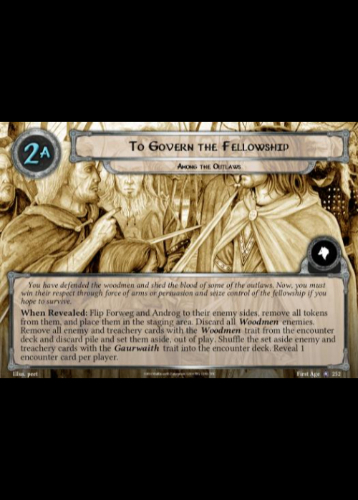 2A
To Govern the Fellowship
Among the Outlaws
You have defended the woodmen and shed the blood of some of the outlaws. Now, you must
win their respect through force of arms or persuasion and seize control of the fellowship if you
hope to survive.
When Revealed: Flip Forweg and Androg to their enemy sides, remove all tokens
from them, and place them in the staging area. Discard all Woodmen enemies.
Remove all enemy and treachery cards with the Woodmen trait from the encounter
deck and discard pile and set them aside, out of play. Shuffle the set aside enemy and
treachery cards with the Gaurwaith trait into the encounter deck. Reveal 1
encounter card per player.
First Age
212